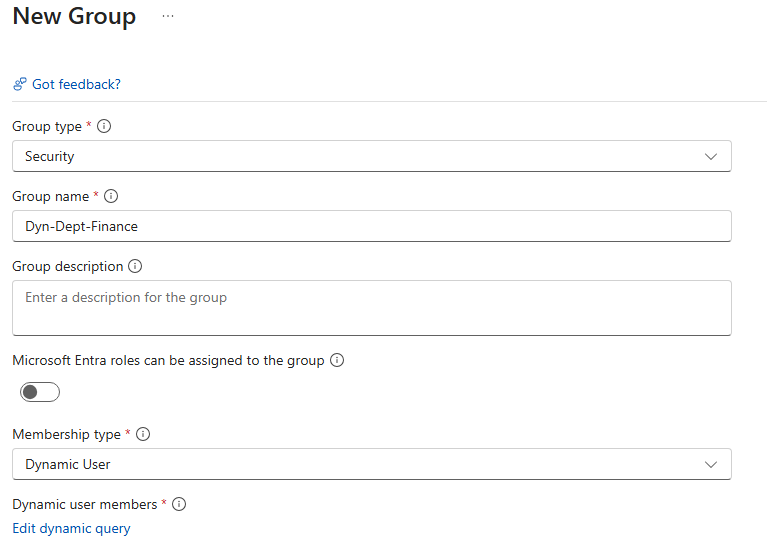 New Group ...
Got feedback?
Group type *
Security
Group name *
Dyn-Dept-Finance
Group description
Enter a description for the group
Microsoft Entra roles can be assigned to the group
Membership type *
Dynamic User
Dynamic user members *
Edit dynamic query